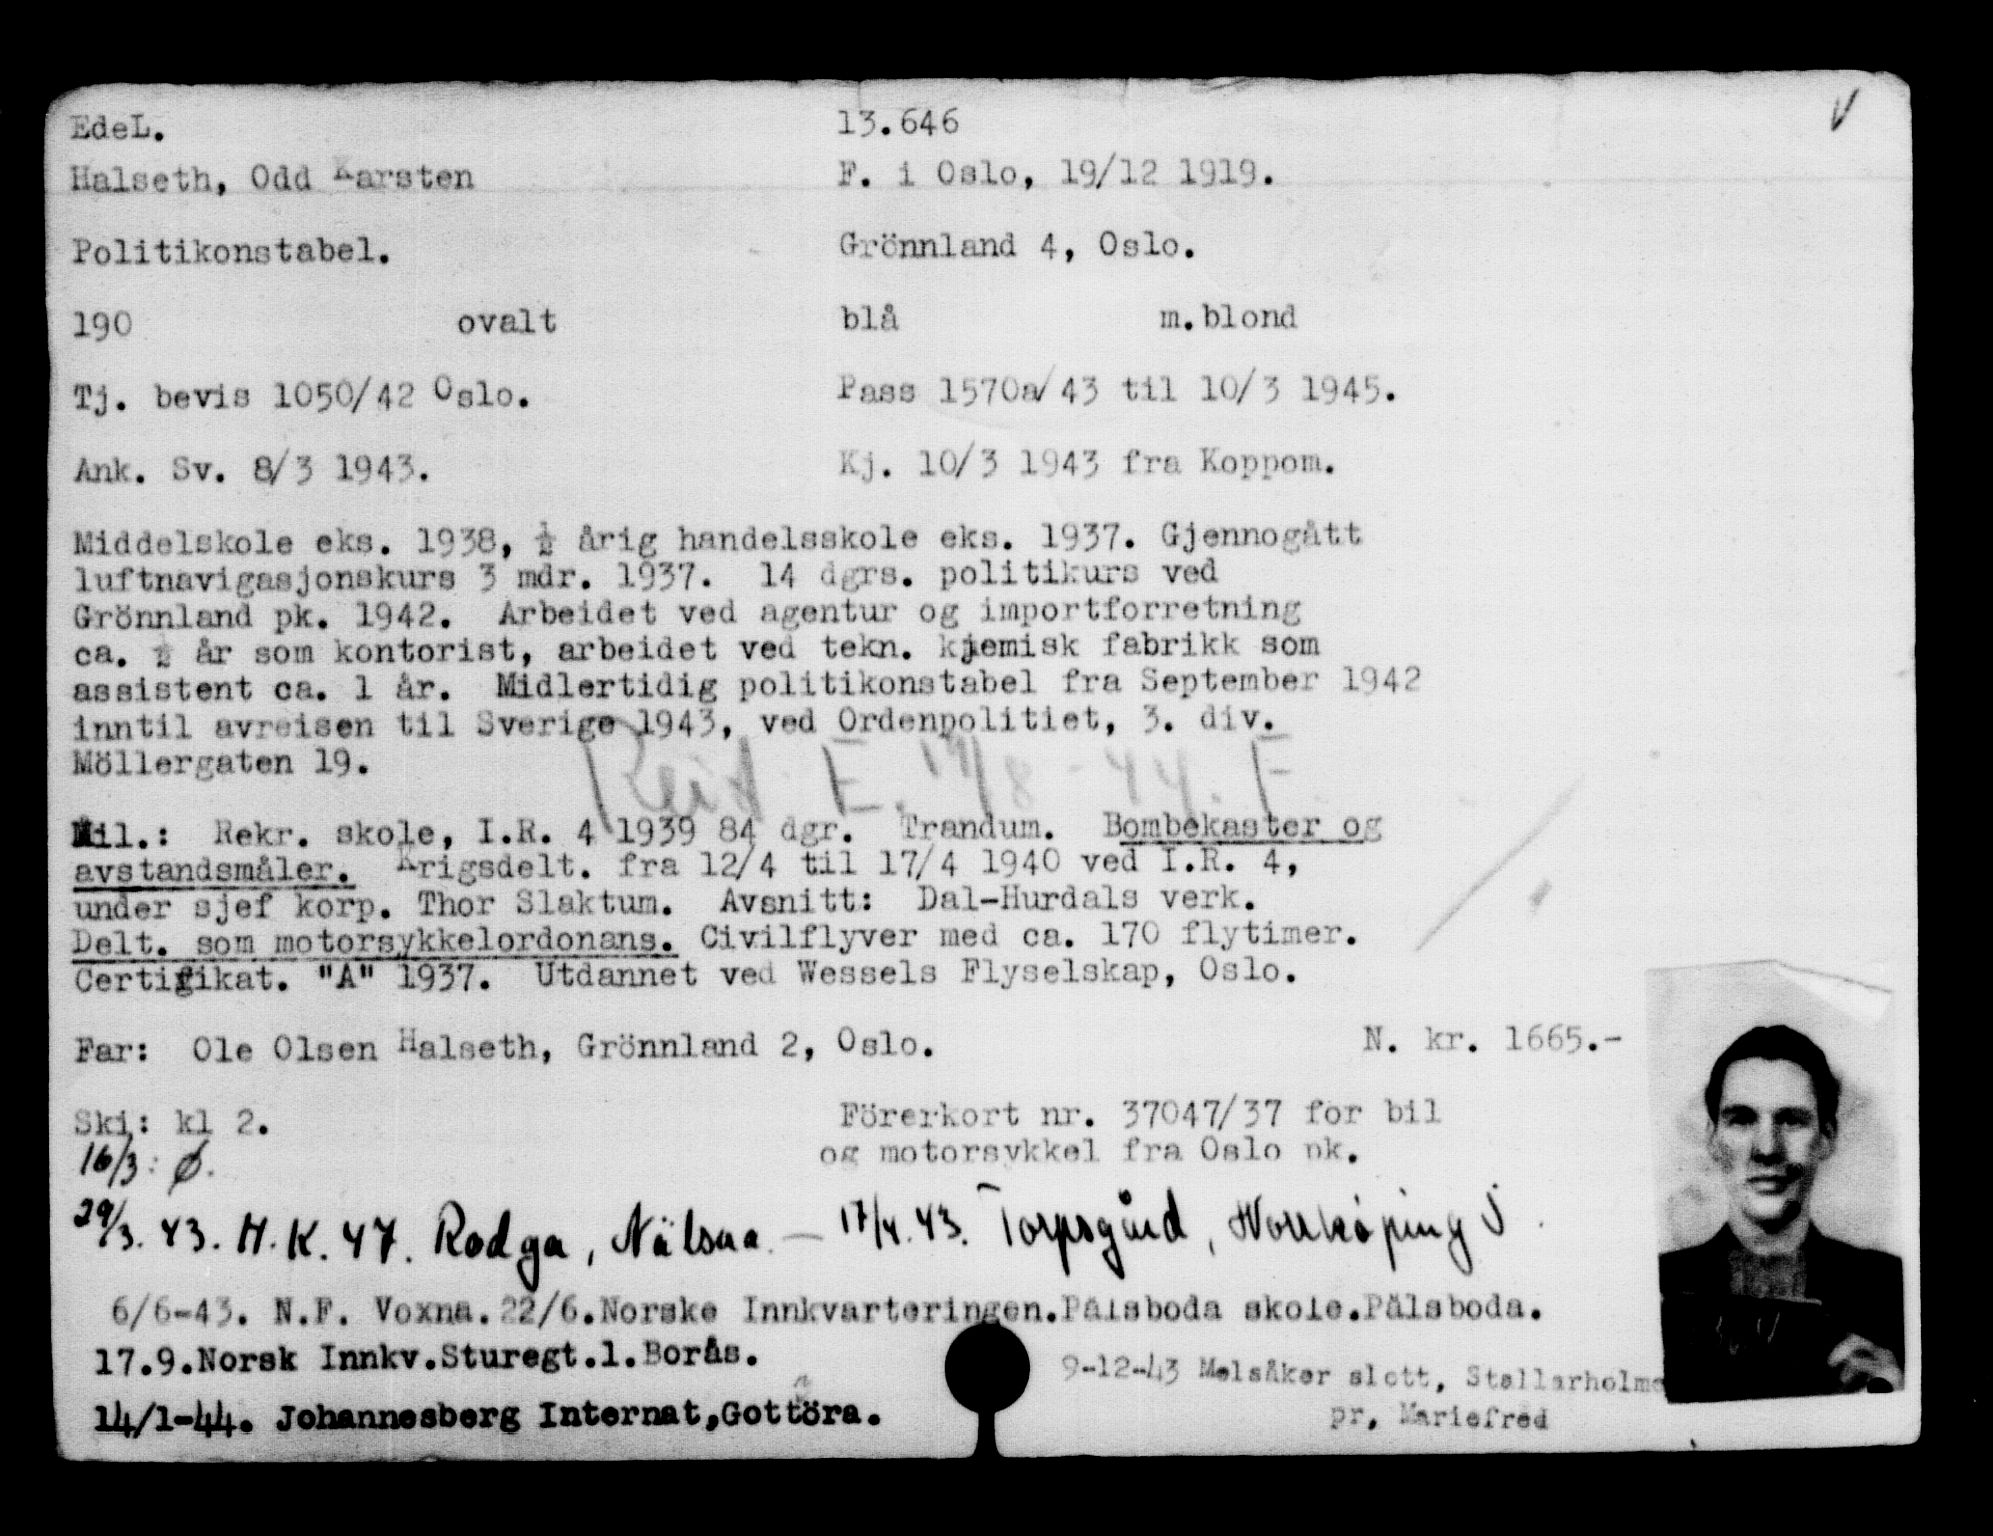 EdeL. 13.646
Halseth, Odd Karsten F. i Oslo, 19/12 1919.
Politikonstabel. Grönnland 4, Oslo.
190 ovalt blå m.blond
Tj. bevis 1050/42 Oslo. Pass 1570a/43 til 10/3 1945.
Ank. Sv. 8/3 1943. Kj. 10/3 1943 fra Koppom.
Middelskole eks. 1938, ½ årig handelsskole eks. 1937. Gjennogått
luftnavigasjonskurs 3 mdr. 1937. 14 dgrs. politikurs ved
Grönnland pk. 1942. Arbeidet ved agentur og importforretning
ca. ½ år som kontorist, arbeidet ved tekn. kjemisk fabrikk som
assistent ca. 1 år. Midlertidig politikonstabel fra September 1942
inntil avreisen til Sverige 1943, ved Ordenpolitiet, 3. div.
Möllergaten 19.
Reist E. 17/8-44. F
Mil.: Rekr. skole, I.R. 4 1939 84 dgr. Trandum. Bombekaster og
avstandsmåler. Krigsdelt. fra 12/4 til 17/4 1940 ved I.R. 4,
under sjef korp. Thor Slaktum. Avsnitt: Dal-Hurdals verk.
Delt. som motorsykkelordonans. Civilflyver med ca. 170 flytimer.
Certifikat. "A" 1937. Utdannet ved Wessels Flyselskap, Oslo.
Far: Ole Olsen Halseth, Grönnland 2, Oslo. N. kr. 1665.-
Ski: kl 2. Förerkort nr. 37047/37 for bil
og motorsykkel fra Oslo pk.
16/3: Ø.
29/3. 43. H.K. 47. Rodga, Nälsaa. — 17/4.43. Torpsgård, Norrköping
6/6-43. N.F. Voxna. 22/6.Norske Innkvarteringen.Pålsboda skole.Pålsboda.
17.9.Norsk Innkv.Sturegt.1.Borås.
9-12-43 Melsåker slott, Stallarholme
pr, Mariefred
14/1-44. Johannesberg Internat,Gottöra.